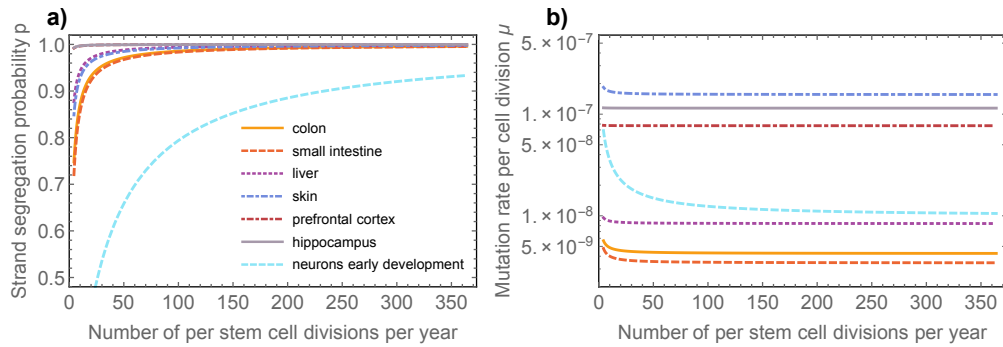 a)
Strand segregation probability p
1.0
0.9
0.8
0.7
0.6
0.5
0 50 100 150 200 250 300 350
Number of per stem cell divisions per year
colon
small intestine
liver
skin
prefrontal cortex
hippocampus
neurons early development
b)
Mutation rate per cell division μ
5. × 10⁻⁷
1. × 10⁻⁷
5. × 10⁻⁸
1. × 10⁻⁸
5. × 10⁻⁹
0 50 100 150 200 250 300 350
Number of per stem cell divisions per year